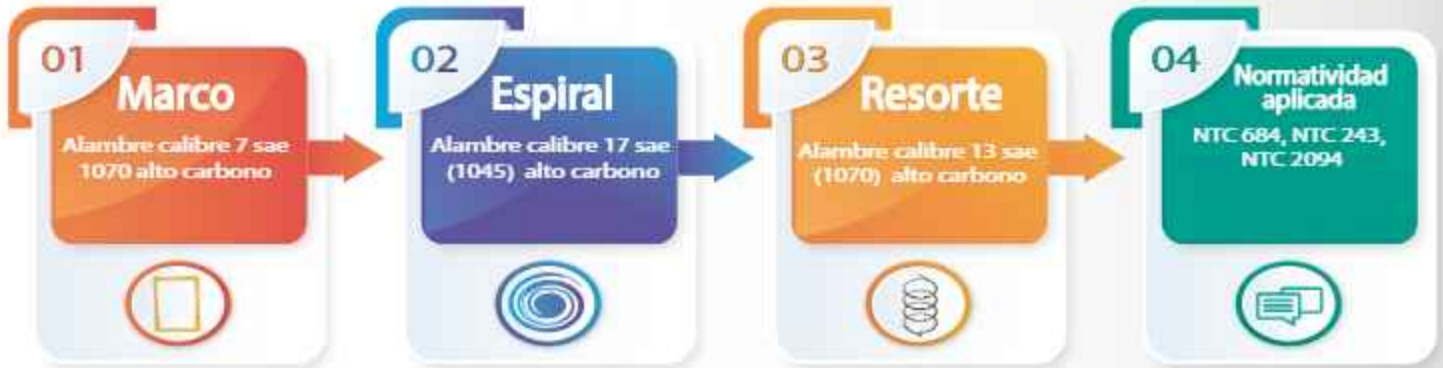 01
Marco
Alambre calibre 7 sae
1070 alto carbono
02
Espiral
Alambre calibre 17 sae
(1045) alto carbono
03
Resorte
Alambre calibre 13 sae
(1070) alto carbono
04
Normatividad
aplicada
NTC 684, NTC 243,
NTC 2094